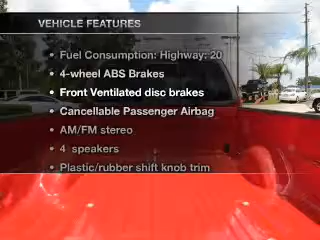 VEHICLE FEATURES
• Fuel Consumption: Highway: 20
• 4-wheel ABS Brakes
• Front Ventilated disc brakes
• Cancellable Passenger Airbag
• AM/FM stereo
• 4 speakers
• Plastic/rubber shift knob trim